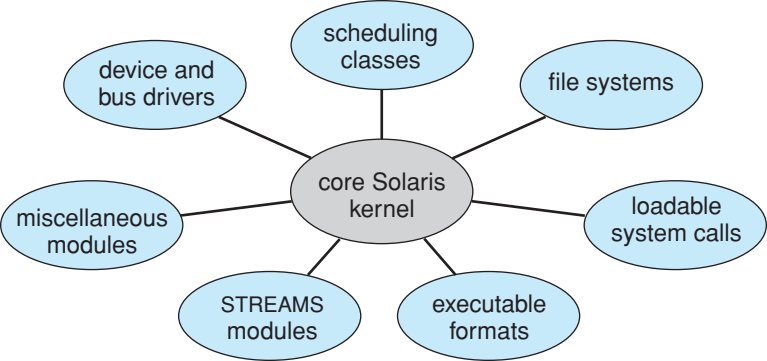 scheduling
classes
device and
bus drivers
file systems
core Solaris
kernel
miscellaneous
modules
loadable
system calls
STREAMS
modules
executable
formats